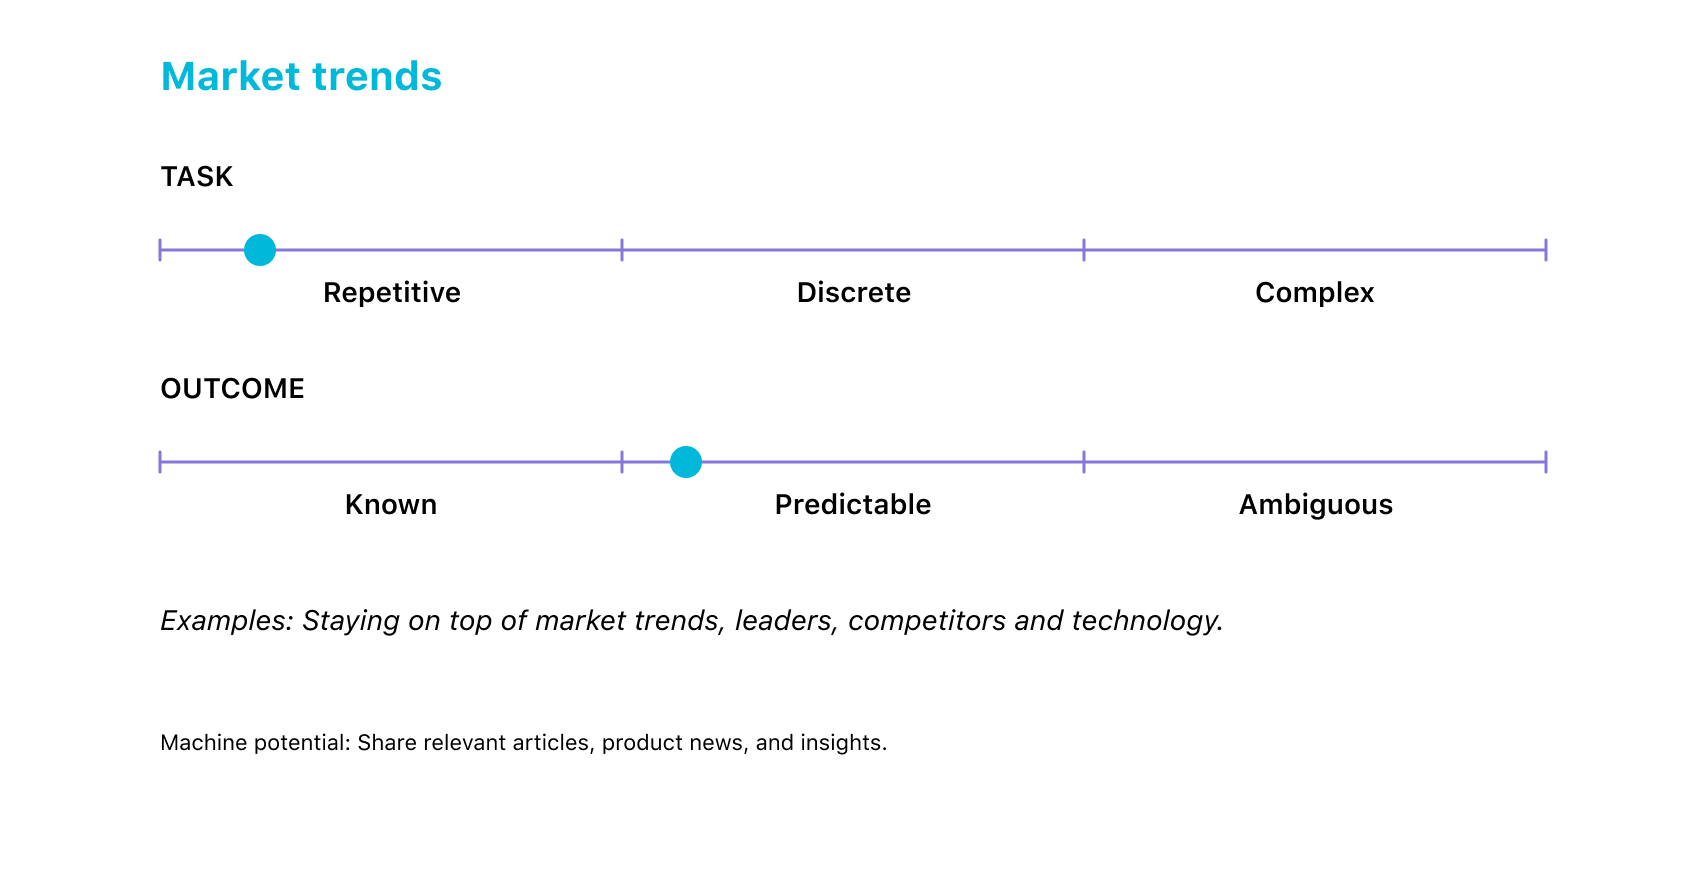 Market trends
TASK
Repetitive Discrete Complex
OUTCOME
Known Predictable Ambiguous
Examples: Staying on top of market trends, leaders, competitors and technology.
Machine potential: Share relevant articles, product news, and insights.